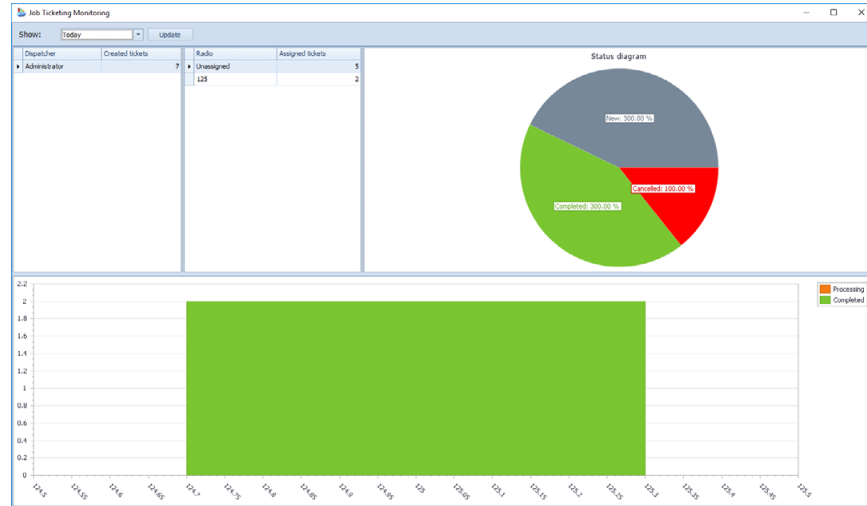 Job Ticketing Monitoring
Show: Today Update
Dispatcher Created tickets
Administrator 7
Radio Assigned tickets
Unassigned 5
125 2
Status diagram
New: 300.00 %
Cancelled: 100.00 %
Completed: 300.00 %
Processing
Completed
2.2
2
1.8
1.6
1.4
1.2
1
0.8
0.6
0.4
0.2
0
124.5 124.55 124.6 124.65 124.7 124.75 124.8 124.85 124.9 124.95 125 125.05 125.1 125.15 125.2 125.25 125.3 125.35 125.4 125.45 125.5